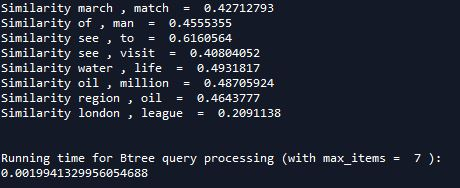 Similarity march , match  =  0.42712793
Similarity of , man  =  0.4555355
Similarity see , to  =  0.6160564
Similarity see , visit  =  0.40804052
Similarity water , life  =  0.4931817
Similarity oil , million  =  0.48705924
Similarity region , oil  =  0.4643777
Similarity london , league  =  0.2091138
Running time for Btree query processing (with max_items =  7 ):
0.0019941329956054688